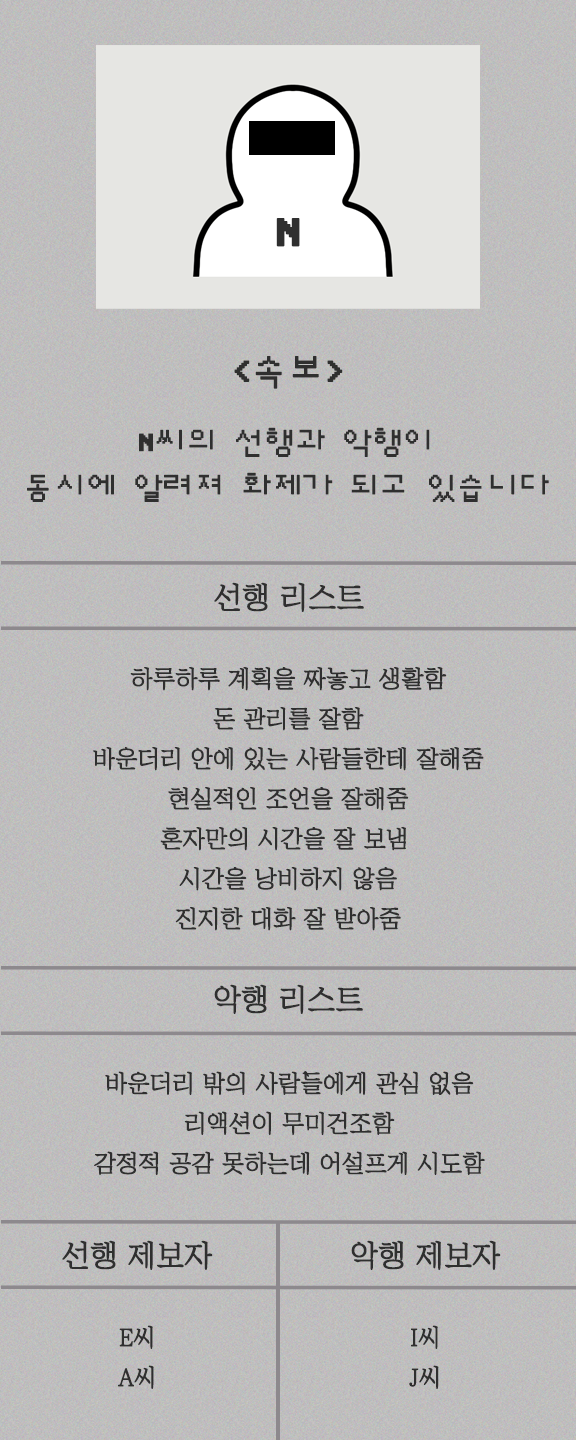 N
<속보>
N씨의 선행과 악행이
동시에 알려져 화제가 되고 있습니다
선행 리스트
하루하루 계획을 짜놓고 생활함
돈 관리를 잘함
바운더리 안에 있는 사람들한테 잘해줌
현실적인 조언을 잘해줌
혼자만의 시간을 잘 보냄
시간을 낭비하지 않음
진지한 대화 잘 받아줌
악행 리스트
바운더리 밖의 사람들에게 관심 없음
리액션이 무미건조함
감정적 공감 못하는데 어설프게 시도함
선행 제보자
악행 제보자
E씨
I씨
A씨
J씨